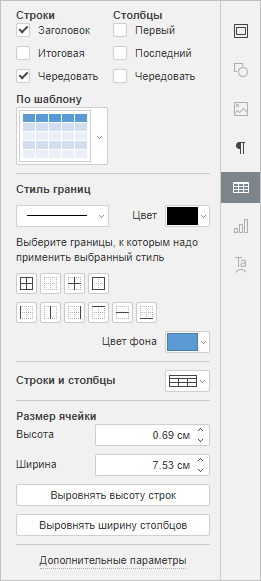 Строки Столбцы
Заголовок Первый
Итоговая Последний
Чередовать Чередовать
По шаблону
Стиль границ
Цвет
Выберите границы, к которым надо
применить выбранный стиль
Цвет фона
Строки и столбцы
Размер ячейки
Высота 0.69 см
Ширина 7.53 см
Выровнять высоту строк
Выровнять ширину столбцов
Дополнительные параметры
¶
Ta